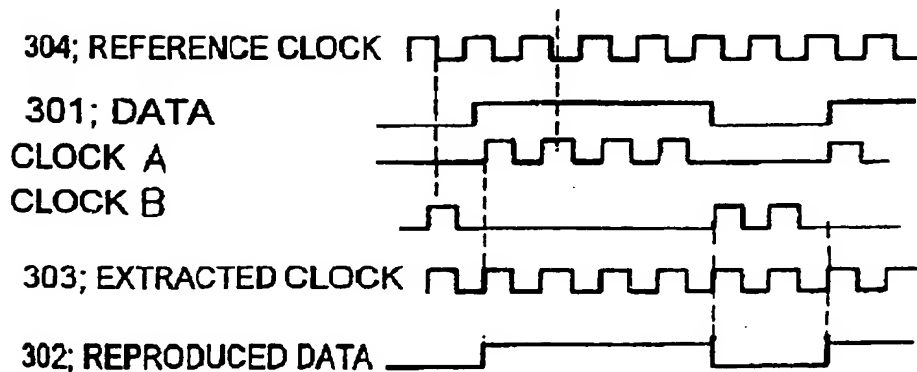 304; REFERENCE CLOCK
301; DATA
CLOCK A
CLOCK B
303; EXTRACTED CLOCK
302; REPRODUCED DATA